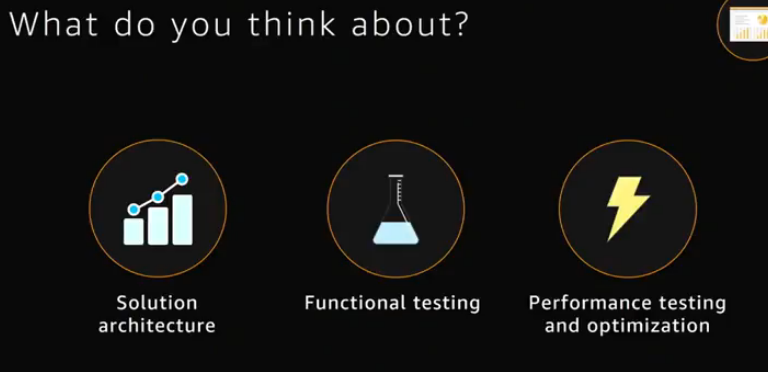 What do you think about?
Solution
architecture
Functional testing
Performance testing
and optimization